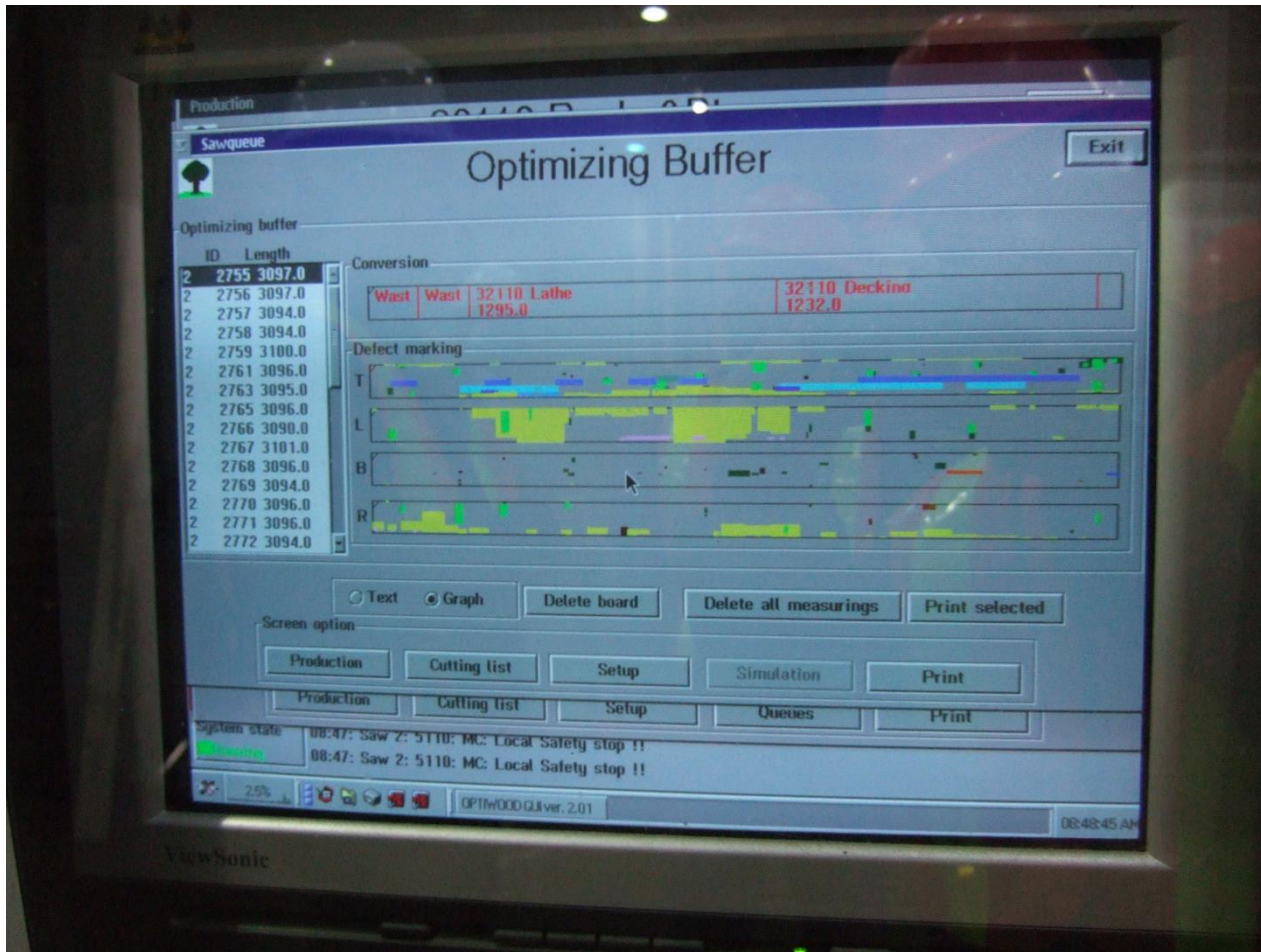 Production
Sawqueue
Optimizing Buffer
Exit
Optimizing buffer
ID Length
2 2755 3097.0
2 2756 3097.0
2 2757 3094.0
2 2758 3094.0
2 2759 3100.0
2 2761 3096.0
2 2763 3095.0
2 2765 3096.0
2 2766 3090.0
2 2767 3101.0
2 2768 3096.0
2 2769 3094.0
2 2770 3096.0
2 2771 3096.0
2 2772 3094.0
Conversion
Wast Wast 32110 Lathe 32110 Decking
1295.0 1232.0
Defect marking
T
L
B
R
Text Graph Delete board Delete all measurings Print selected
Screen option
Production Cutting list Setup Simulation Print
Production Cutting list Setup Queues Print
System state
08:47: Saw 2: 5110: MC: Local Safety stop !!
08:47: Saw 2: 5110: MC: Local Safety stop !!
25% OPTIWOOD GUI ver. 2.01 08:48:45 AM
ViewSonic